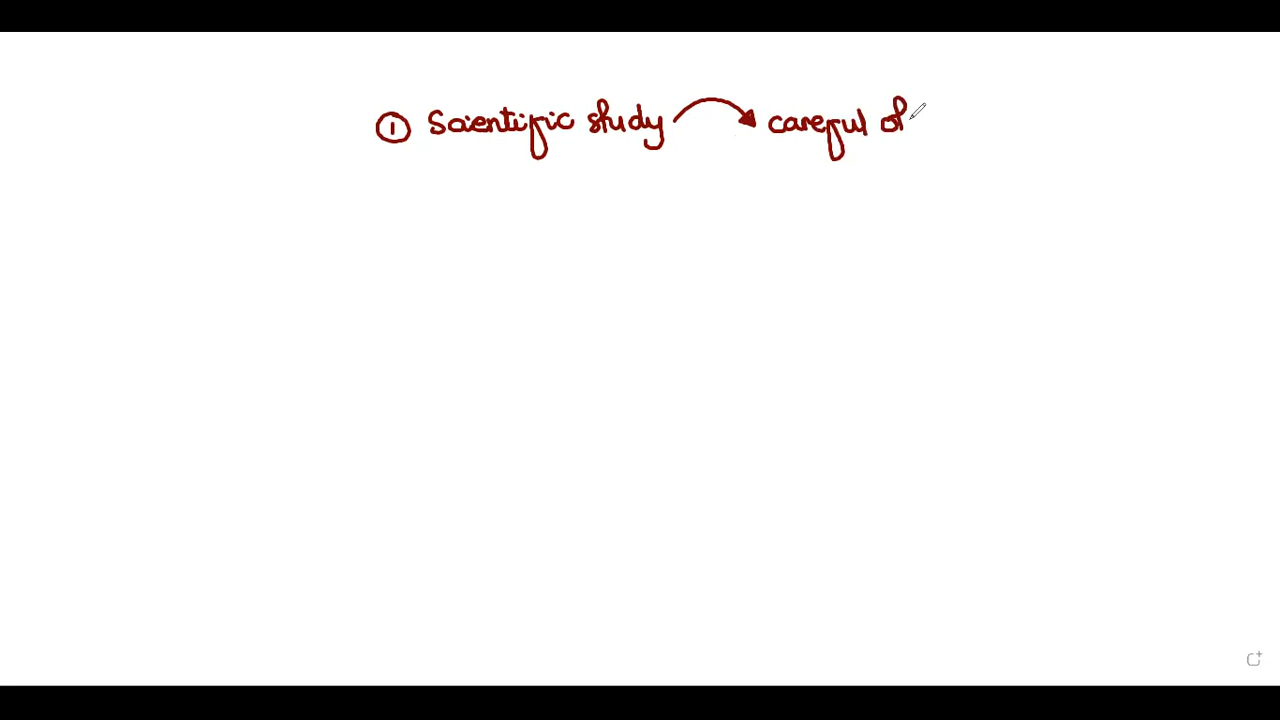 ① Scientific study → careful